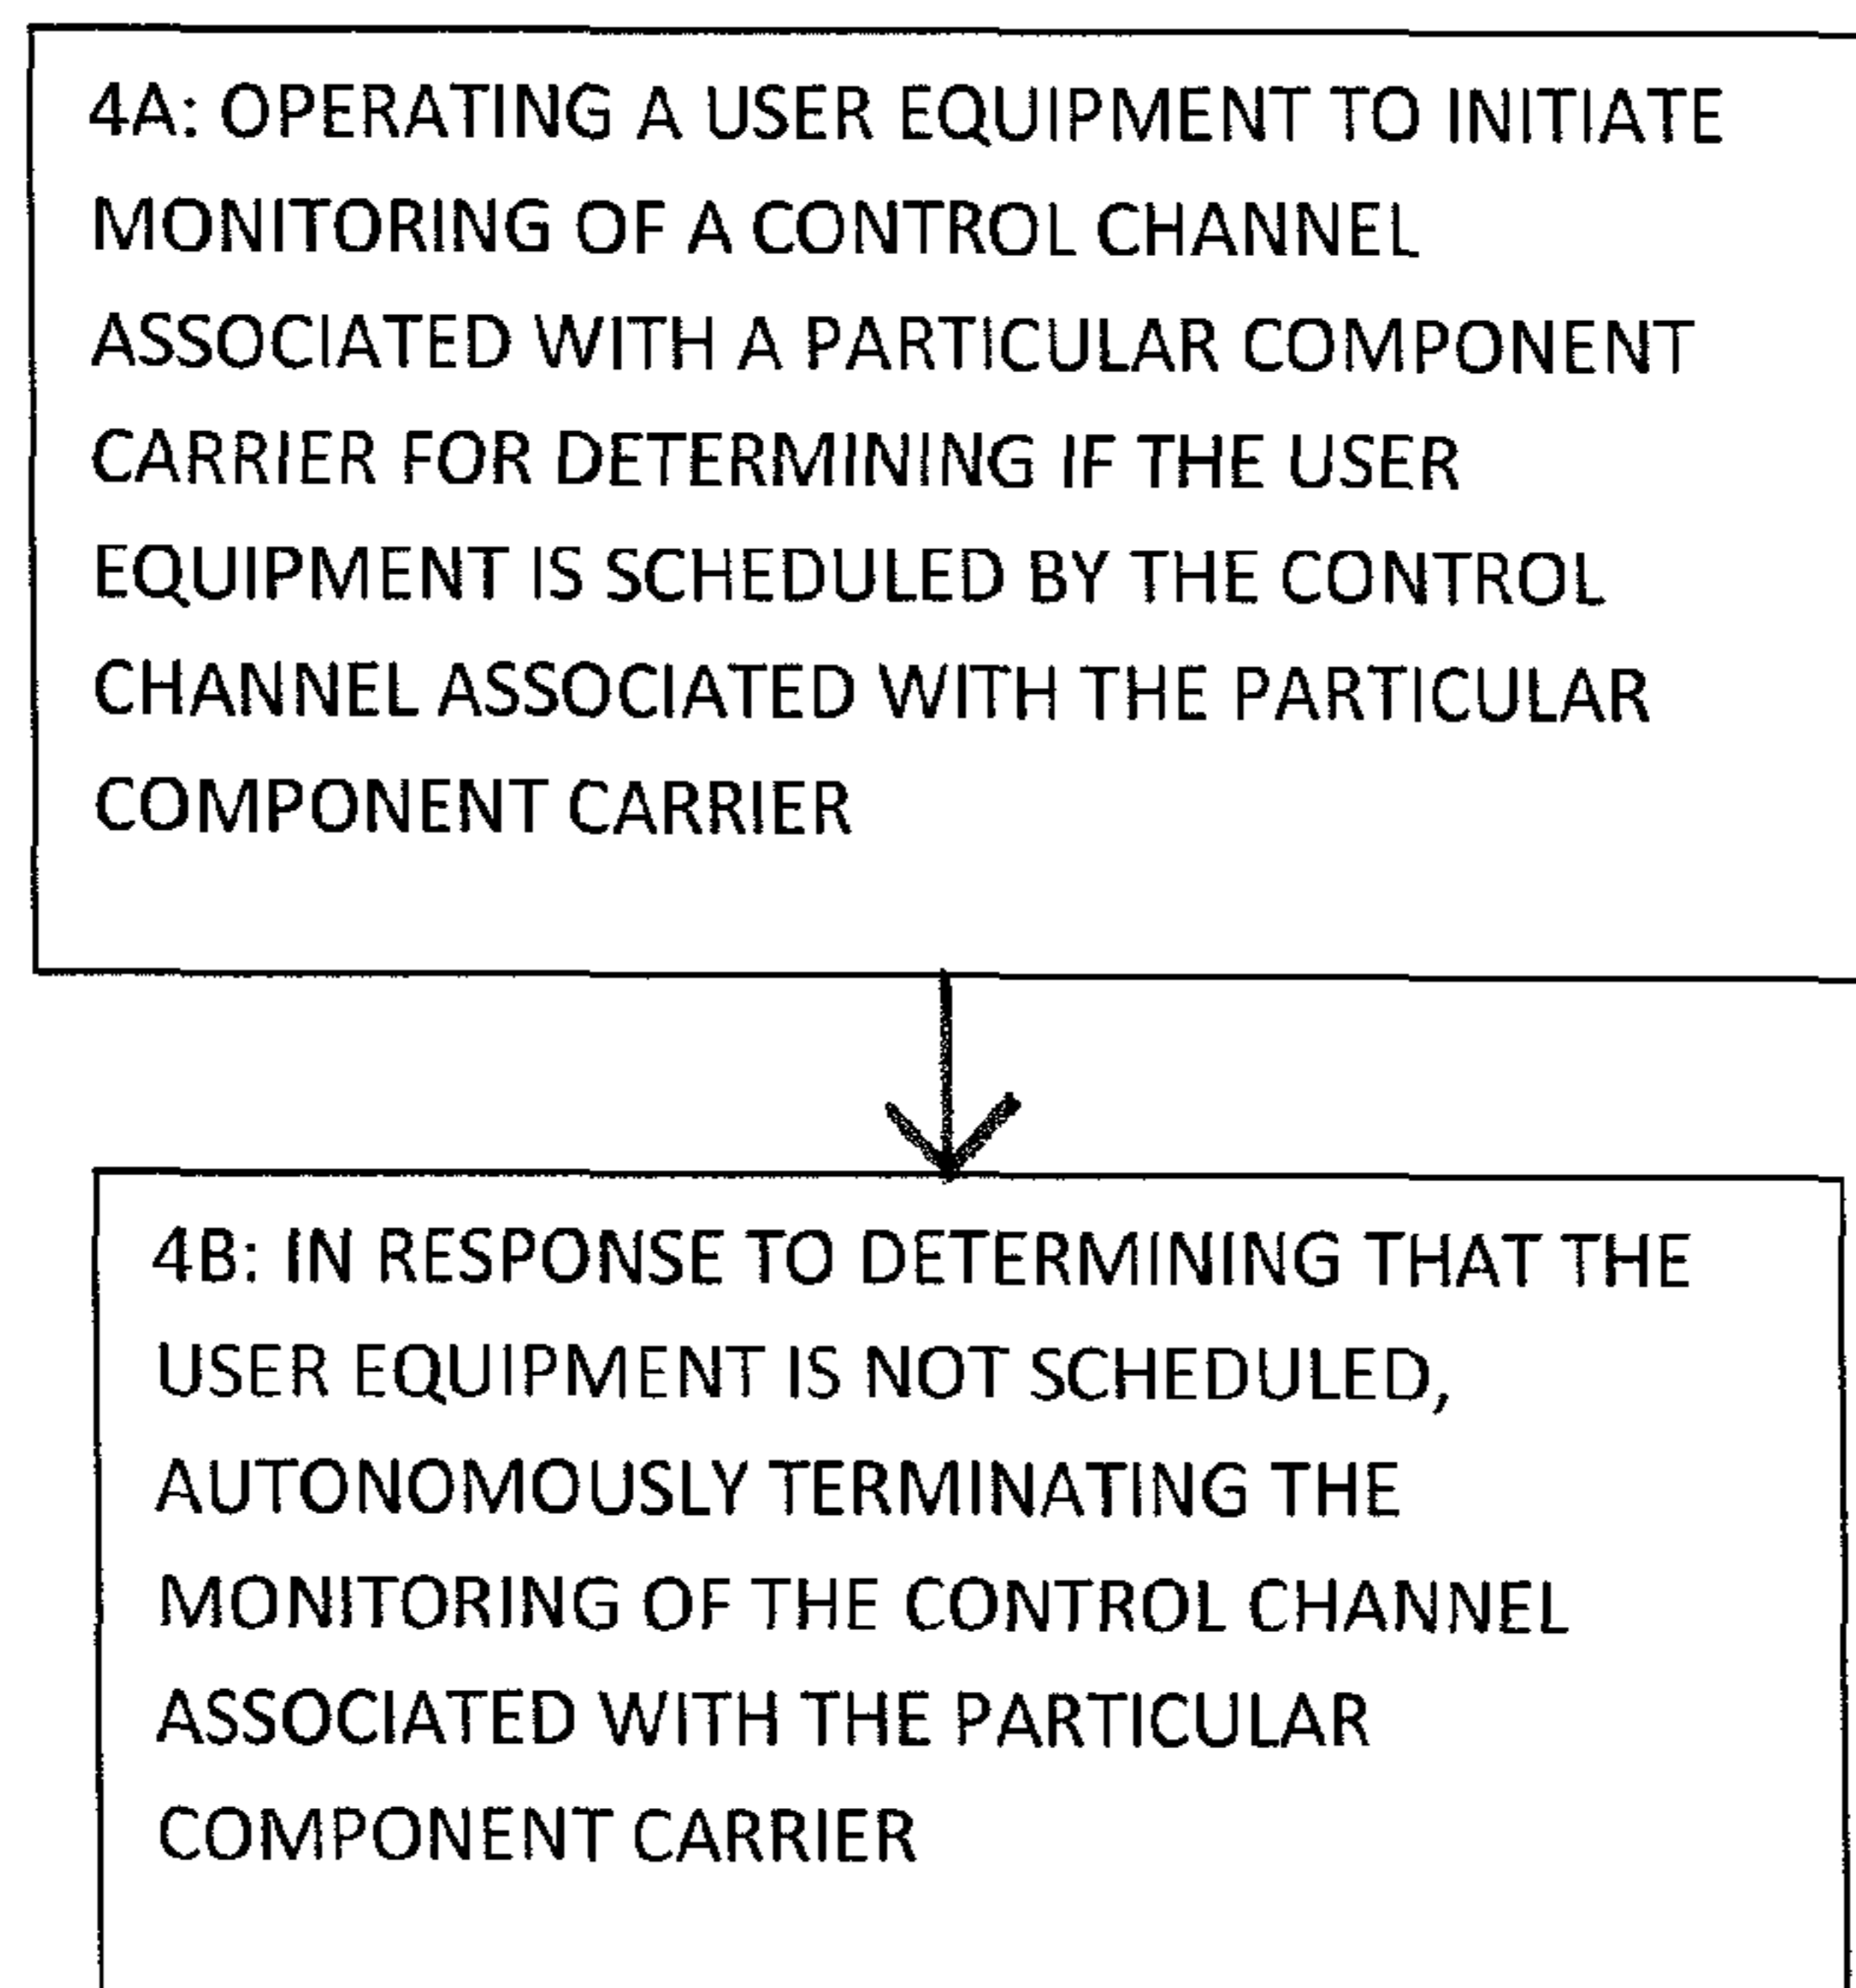 4A: OPERATING A USER EQUIPMENT TO INITIATE
MONITORING OF A CONTROL CHANNEL
ASSOCIATED WITH A PARTICULAR COMPONENT
CARRIER FOR DETERMINING IF THE USER
EQUIPMENT IS SCHEDULED BY THE CONTROL
CHANNEL ASSOCIATED WITH THE PARTICULAR
COMPONENT CARRIER
4B: IN RESPONSE TO DETERMINING THAT THE
USER EQUIPMENT IS NOT SCHEDULED,
AUTONOMOUSLY TERMINATING THE
MONITORING OF THE CONTROL CHANNEL
ASSOCIATED WITH THE PARTICULAR
COMPONENT CARRIER